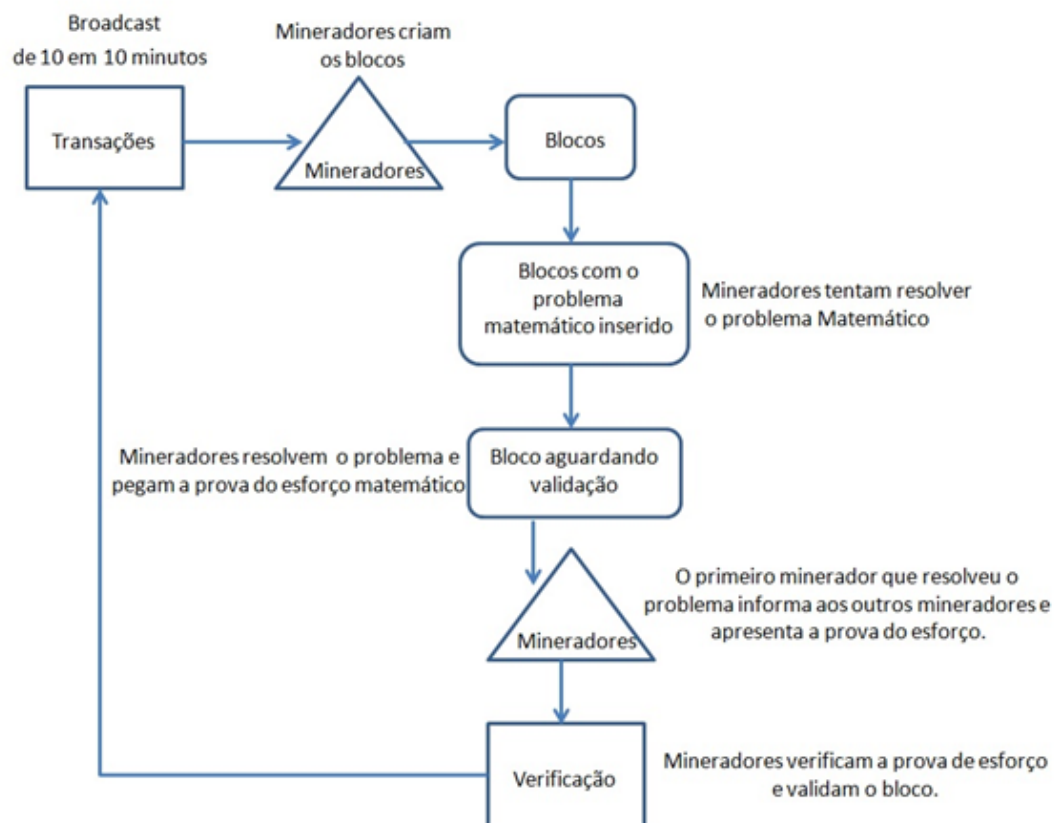 Broadcast
de 10 em 10 minutos
Transações
Mineradores criam
os blocos
Mineradores
Blocos
Blocos com o
problema
matemático inserido
Mineradores tentam resolver
o problema Matemático
Mineradores resolvem o problema e
pegam a prova do esforço matemático
Bloco aguardando
validação
Mineradores
O primeiro minerador que resolveu o
problema informa aos outros mineradores e
apresenta a prova do esforço.
Verificação
Mineradores verificam a prova de esforço
e validam o bloco.